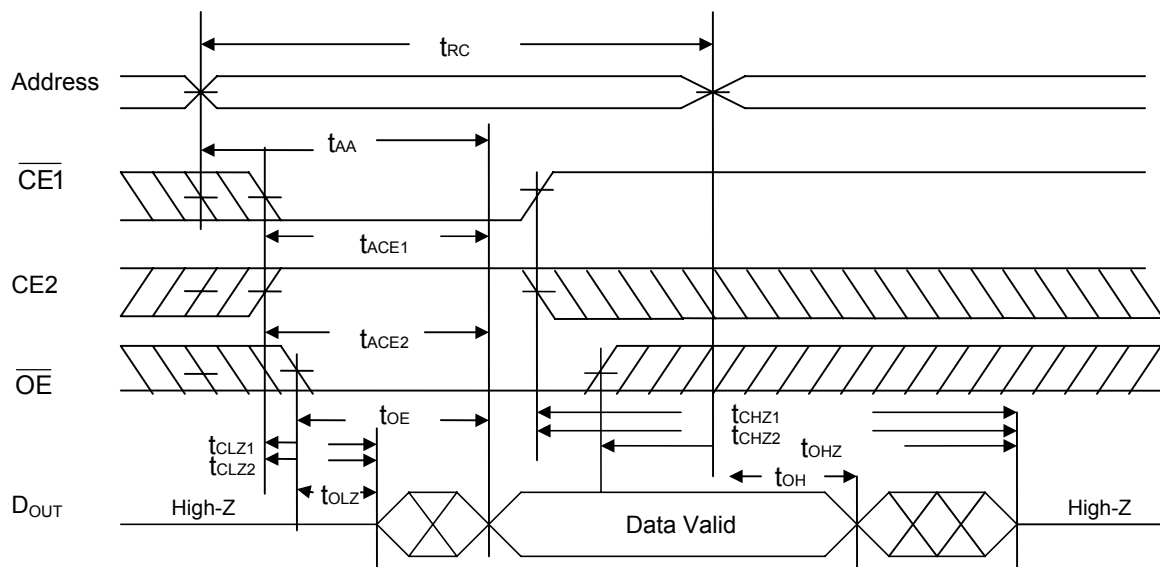 tRC
Address
tAA
CE1
tACE1
CE2
tACE2
OE
tOE
tCHZ1
tCLZ1
tCHZ2
tCLZ2
tOHZ
tOLZ
tOH
DOUT
High-Z
Data Valid
High-Z